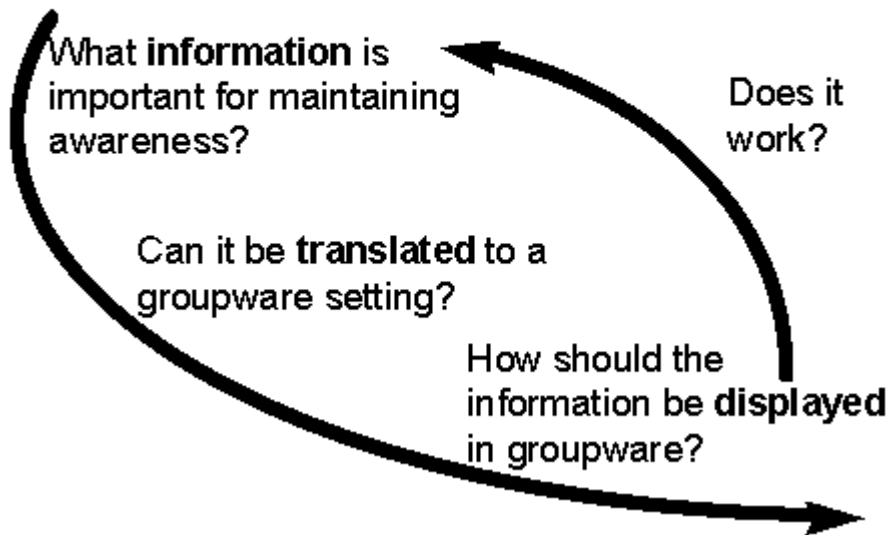 What information is
important for maintaining
awareness?
Does it
work?
Can it be translated to a
groupware setting?
How should the
information be displayed
in groupware?